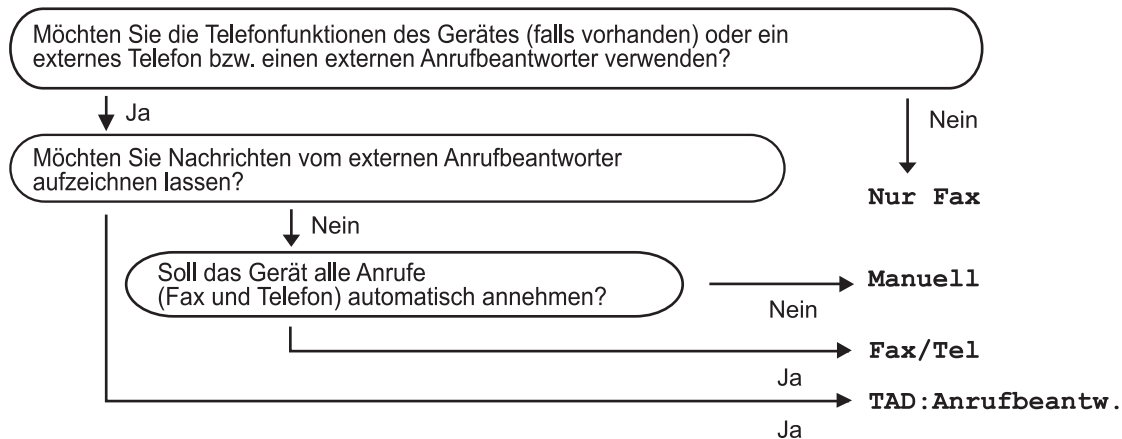 Möchten Sie die Telefonfunktionen des Gerätes (falls vorhanden) oder ein
externes Telefon bzw. einen externen Anrufbeantworter verwenden?
Ja
Nein
Möchten Sie Nachrichten vom externen Anrufbeantworter
aufzeichnen lassen?
Nur Fax
Nein
Soll das Gerät alle Anrufe
(Fax und Telefon) automatisch annehmen?
Manuell
Nein
Fax/Tel
Ja
TAD:Anrufbeantw.
Ja